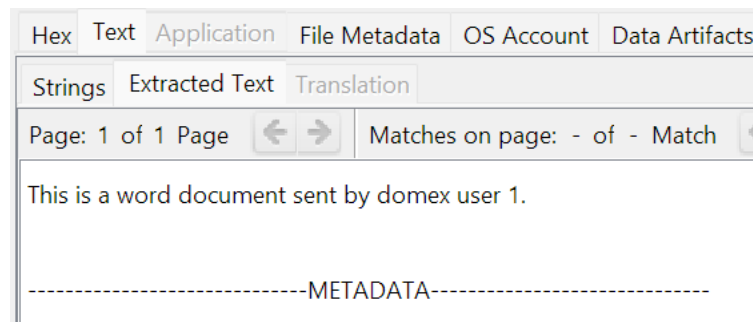 Hex Text Application File Metadata OS Account Data Artifacts
Strings Extracted Text Translation
Page: 1 of 1 Page Matches on page: - of - Match
This is a word document sent by domex user 1.
------------------------------METADATA------------------------------